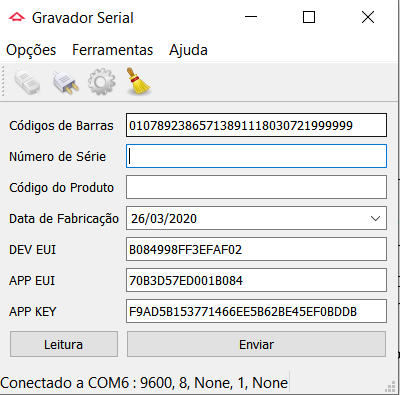 Gravador Serial
Opções Ferramentas Ajuda
Códigos de Barras 01078923865713891118030721999999
Número de Série
Código do Produto
Data de Fabricação 26/03/2020
DEV EUI B084998FF3EFAF02
APP EUI 70B3D57ED001B084
APP KEY F9AD5B153771466EE5B62BE45EF0BDDB
Leitura Enviar
Conectado a COM6 : 9600, 8, None, 1, None